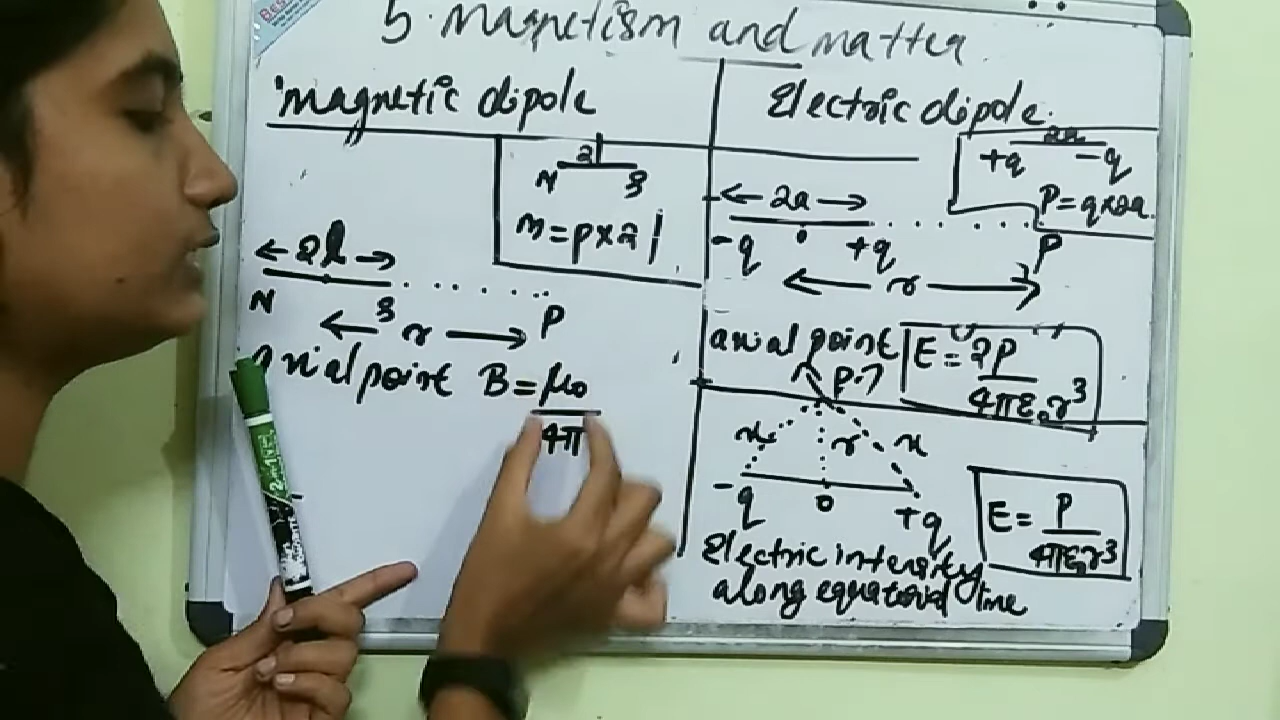 5. magnetism and matter
magnetic dipole
2l
N S
m=p×2l
2l
N S
r P
axial point B=μ₀
4π
Electric dipole.
2a
+q -q
P=q×2a
2a
-q +q P
r
axial point E=2P
4πε₀r³
P
x r x
-q o +q
E=P
4πε₀r³
Electric intensity
along equatorial line